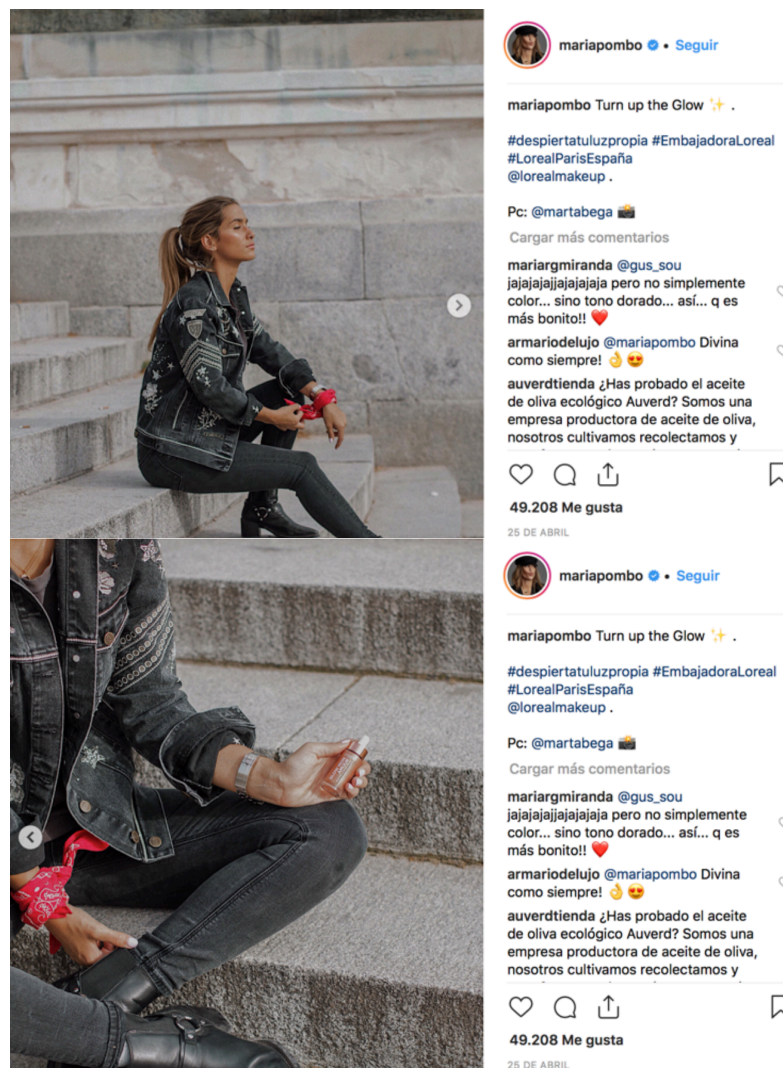 mariapombo • Seguir
mariapombo Turn up the Glow ✨ .
#despiertatuluzpropia #EmbajadoraLoreal
#LorealParisEspaña
@lorealmakeup .
Pc: @martabega 📸
Cargar más comentarios
mariargmiranda @gus_sou
jajajajajjajajajaja pero no simplemente
color... sino tono dorado... así... q es
más bonito!! ❤️
armariodelujo @mariapombo Divina
como siempre! 👌😍
auverdtienda ¿Has probado el aceite
de oliva ecológico Auverd? Somos una
empresa productora de aceite de oliva,
nosotros cultivamos recolectamos y
49.208 Me gusta
25 DE ABRIL
mariapombo • Seguir
mariapombo Turn up the Glow ✨ .
#despiertatuluzpropia #EmbajadoraLoreal
#LorealParisEspaña
@lorealmakeup .
Pc: @martabega 📸
Cargar más comentarios
mariargmiranda @gus_sou
jajajajajjajajajaja pero no simplemente
color... sino tono dorado... así... q es
más bonito!! ❤️
armariodelujo @mariapombo Divina
como siempre! 👌😍
auverdtienda ¿Has probado el aceite
de oliva ecológico Auverd? Somos una
empresa productora de aceite de oliva,
nosotros cultivamos recolectamos y
49.208 Me gusta
25 DE ABRIL